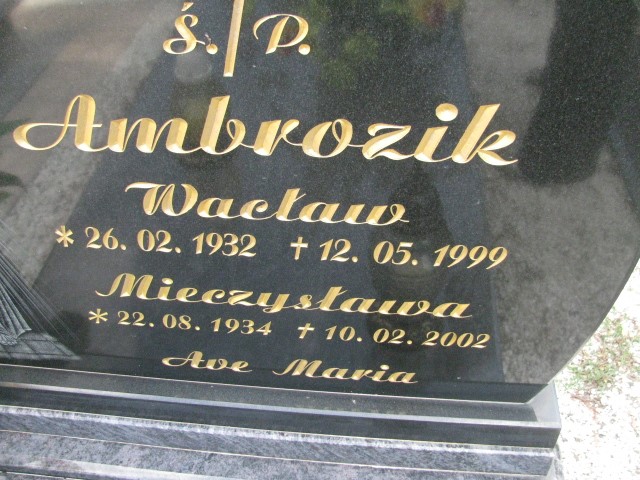 Ś. P.
Ambrozik
Wacław
* 26. 02. 1932 † 12. 05. 1999
Mieczysława
* 22. 08. 1934 † 10. 02. 2002
Ave Maria